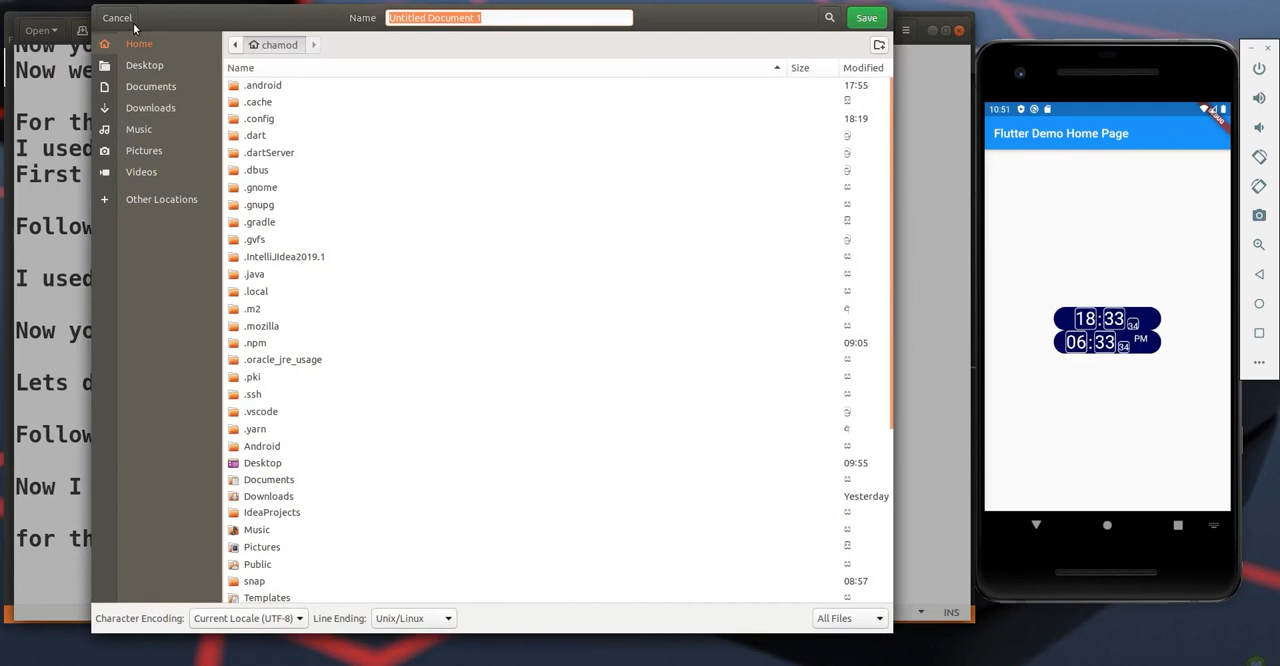 Cancel
Name
Untitled Document 1
Save
Open
Home
Desktop
Documents
Downloads
Music
Pictures
Videos
Other Locations
chamod
Name Size Modified
.android 17:55
.cache
.config 18:19
.dart
.dartServer
.dbus
.gnome
.gnupg
.gradle
.gvfs
.IntelliJIdea2019.1
.java
.local
.m2
.mozilla
.npm 09:05
.oracle_jre_usage
.pki
.ssh
.vscode
.yarn
Android
Desktop 09:55
Documents
Downloads Yesterday
IdeaProjects
Music
Pictures
Public
snap 08:57
Templates
Character Encoding: Current Locale (UTF-8) Line Ending: Unix/Linux All Files
Now yo
Now we
For th
I used
First
Follow
I used
Now yo
Lets d
Follow
Now I
for th
INS
10:51
DEBUG
Flutter Demo Home Page
18:33 34
06:33 34 PM